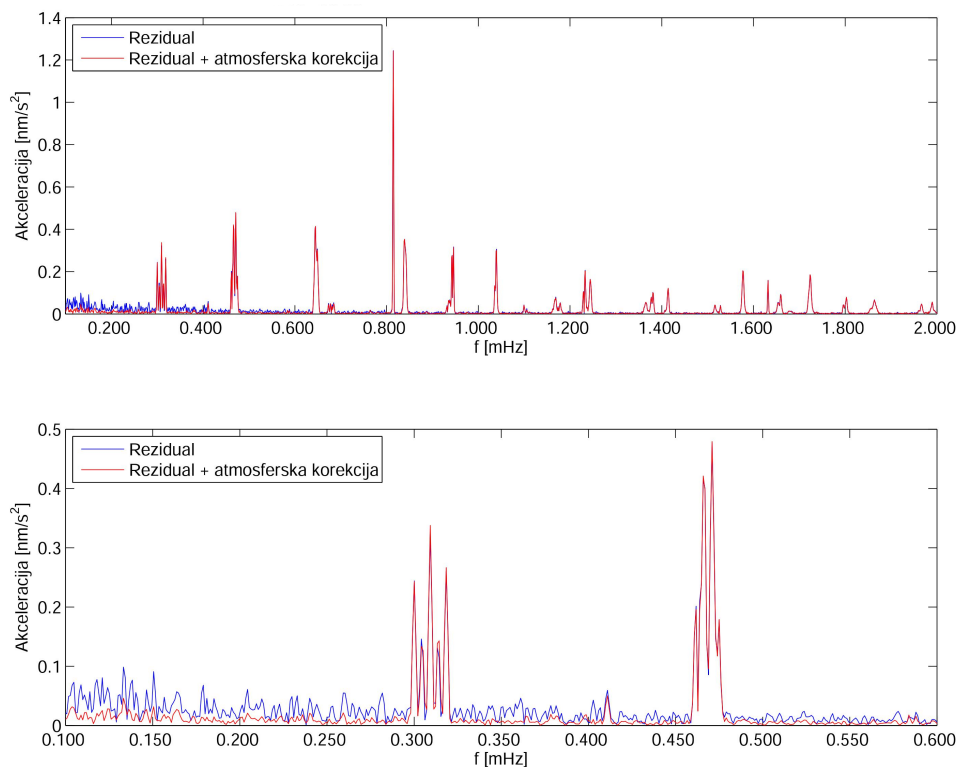 1.4
1.2
1
0.8
0.6
0.4
0.2
0
Akceleracija [nm/s²]
Rezidual
Rezidual + atmosferska korekcija
0.200 0.400 0.600 0.800 1.000 1.200 1.400 1.600 1.800 2.000
f [mHz]
0.5
0.4
0.3
0.2
0.1
0
Akceleracija [nm/s²]
Rezidual
Rezidual + atmosferska korekcija
0.100 0.150 0.200 0.250 0.300 0.350 0.400 0.450 0.500 0.550 0.600
f [mHz]